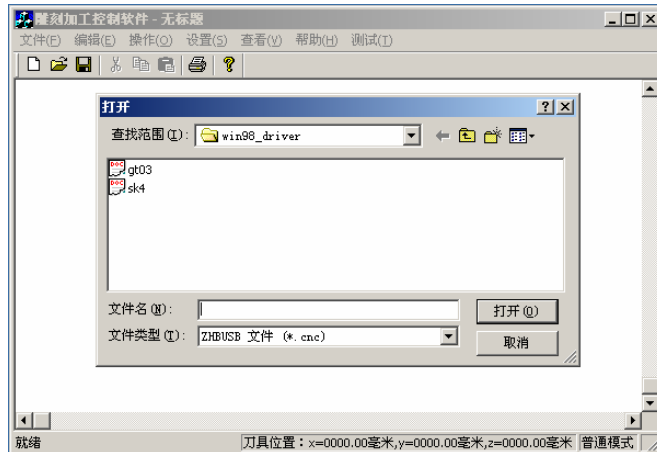 雕刻加工控制软件 - 无标题
文件(F) 编辑(E) 操作(O) 设置(S) 查看(V) 帮助(H) 测试(T)
打开
查找范围(I): win98_driver
gt03
sk4
文件名(N):
打开(O)
文件类型(T): ZHBUSB 文件 (*.cnc)
取消
就绪 刀具位置：x=0000.00毫米,y=0000.00毫米,z=0000.00毫米 普通模式